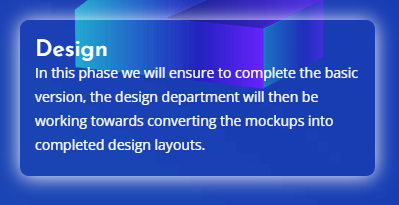 Design
In this phase we will ensure to complete the basic
version, the design department will then be
working towards converting the mockups into
completed design layouts.